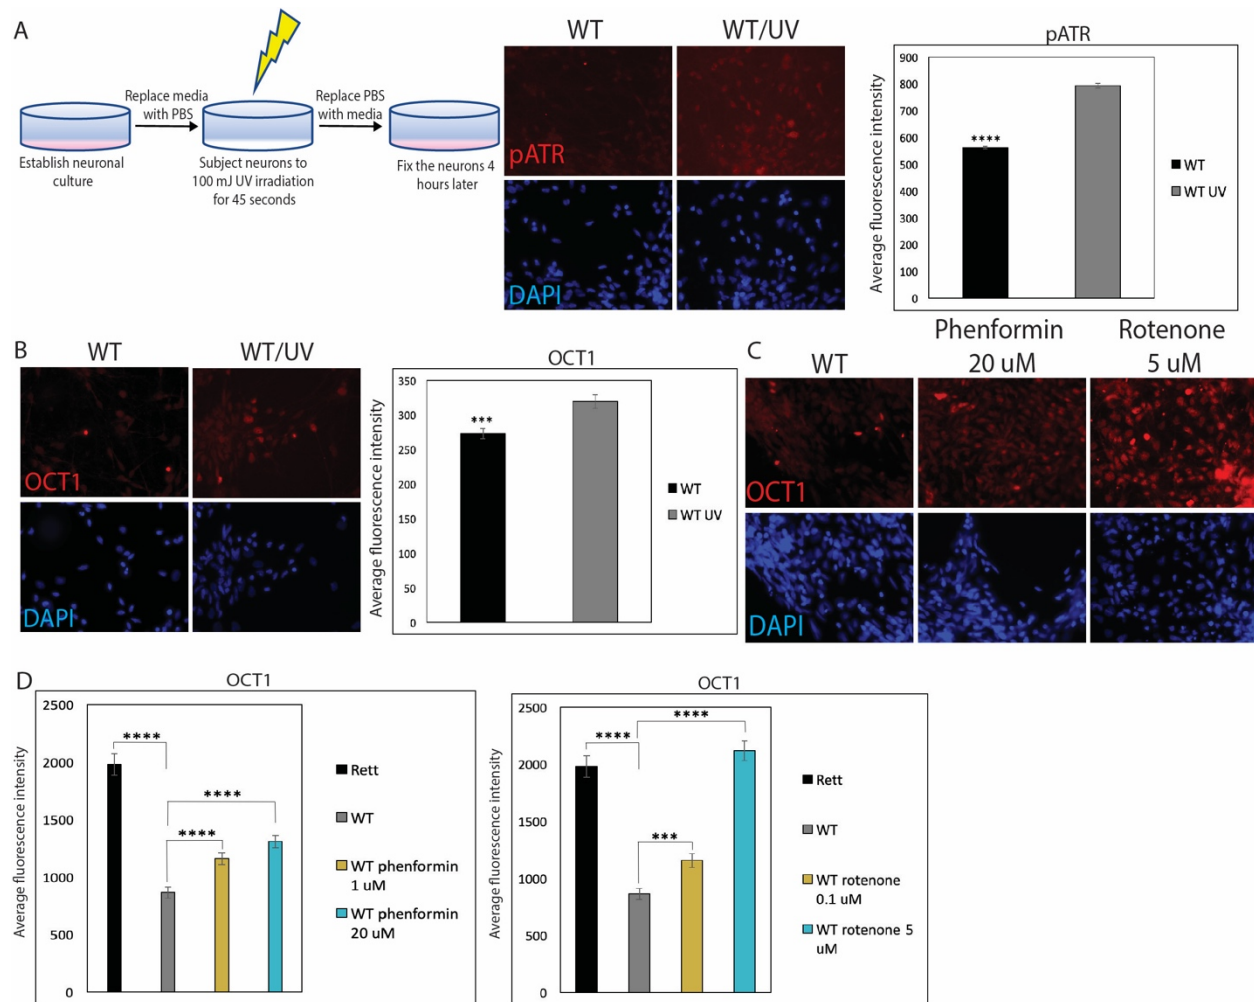 A
Replace media
with PBS
Replace PBS
with media
Establish neuronal
culture
Subject neurons to
100 mJ UV irradiation
for 45 seconds
Fix the neurons 4
hours later
WT
WT/UV
pATR
DAPI
pATR
Average fluorescence intensity
900
800
700
600
500
400
300
200
100
0
****
WT
WT UV
B
WT
WT/UV
OCT1
DAPI
OCT1
Average fluorescence intensity
350
300
250
200
150
100
50
0
***
WT
WT UV
C
WT
Phenformin
20 uM
Rotenone
5 uM
OCT1
DAPI
D
OCT1
Average fluorescence intensity
2500
2000
1500
1000
500
0
****
****
****
Rett
WT
WT phenformin
1 uM
WT phenformin
20 uM
OCT1
Average fluorescence intensity
2500
2000
1500
1000
500
0
****
****
***
Rett
WT
WT rotenone
0.1 uM
WT rotenone 5
uM